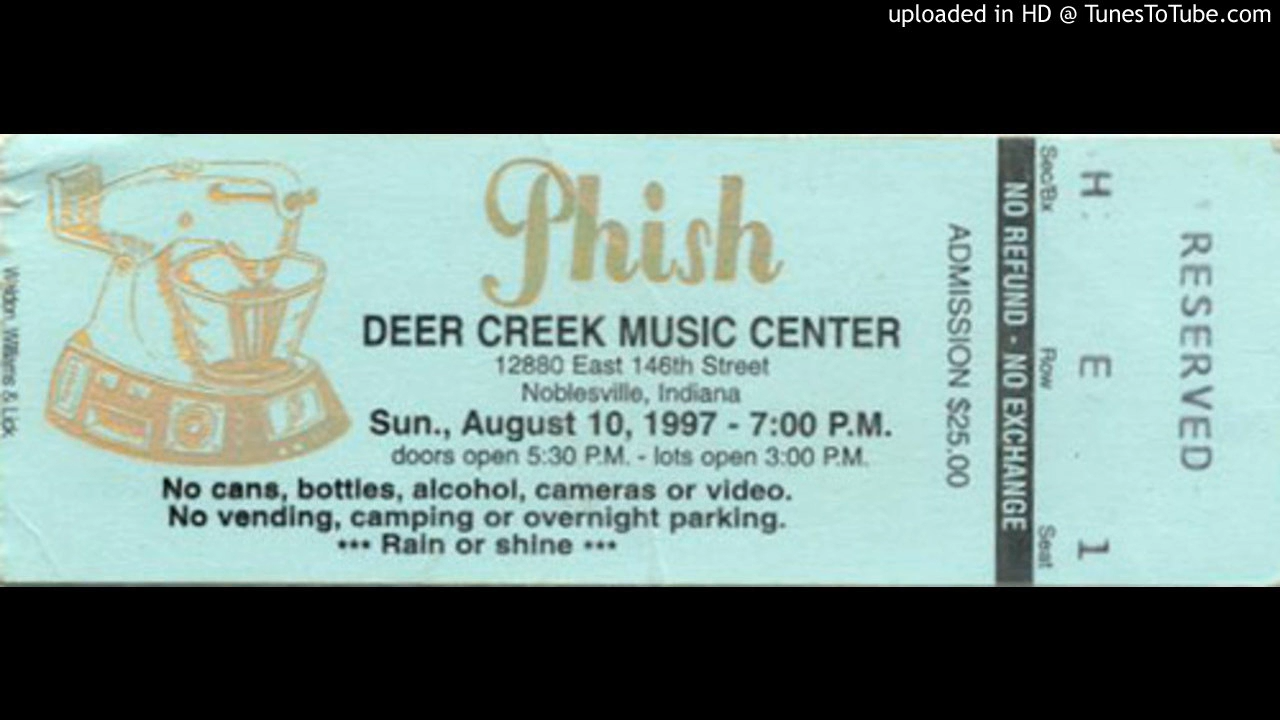 uploaded in HD @ TunesToTube.com
Phish
DEER CREEK MUSIC CENTER
12880 East 146th Street
Noblesville, Indiana
Sun., August 10, 1997 - 7:00 P.M.
doors open 5:30 P.M. - lots open 3:00 P.M.
No cans, bottles, alcohol, cameras or video.
No vending, camping or overnight parking.
*** Rain or shine ***
Weldon, Williams & Lick
ADMISSION $25.00
NO REFUND • NO EXCHANGE
Sec/Bx Row Seat
H E 1
RESERVED